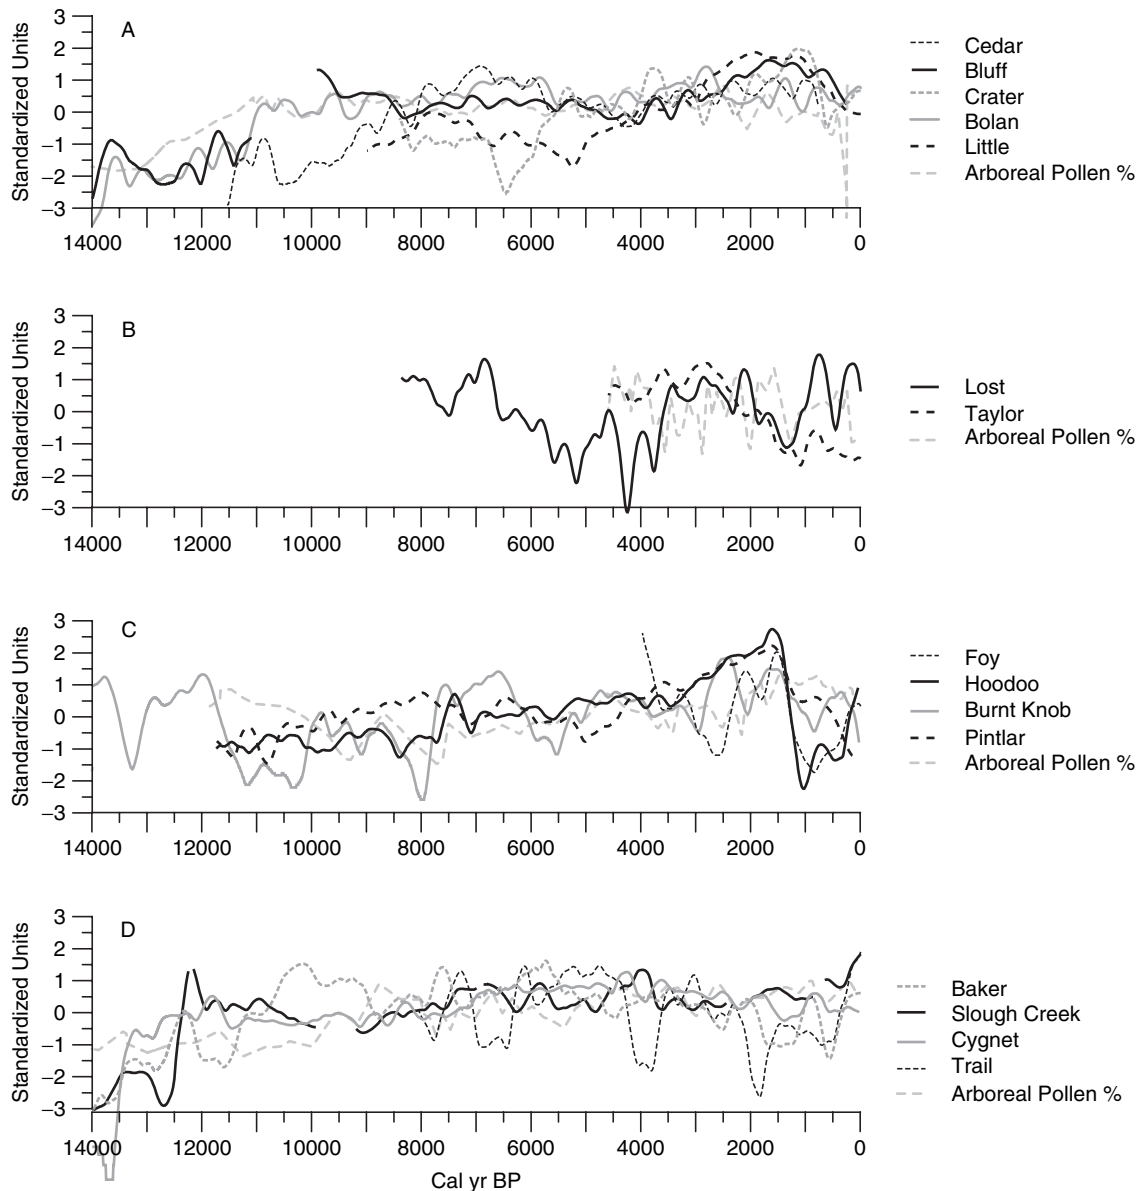 A
Standardized Units
3
2
1
0
−1
−2
−3
14000 12000 10000 8000 6000 4000 2000 0
Cedar
Bluff
Crater
Bolan
Little
Arboreal Pollen %
B
Standardized Units
3
2
1
0
−1
−2
−3
14000 12000 10000 8000 6000 4000 2000 0
Lost
Taylor
Arboreal Pollen %
C
Standardized Units
3
2
1
0
−1
−2
−3
14000 12000 10000 8000 6000 4000 2000 0
Foy
Hoodoo
Burnt Knob
Pintlar
Arboreal Pollen %
D
Standardized Units
3
2
1
0
−1
−2
−3
14000 12000 10000 8000 6000 4000 2000 0
Cal yr BP
Baker
Slough Creek
Cygnet
Trail
Arboreal Pollen %